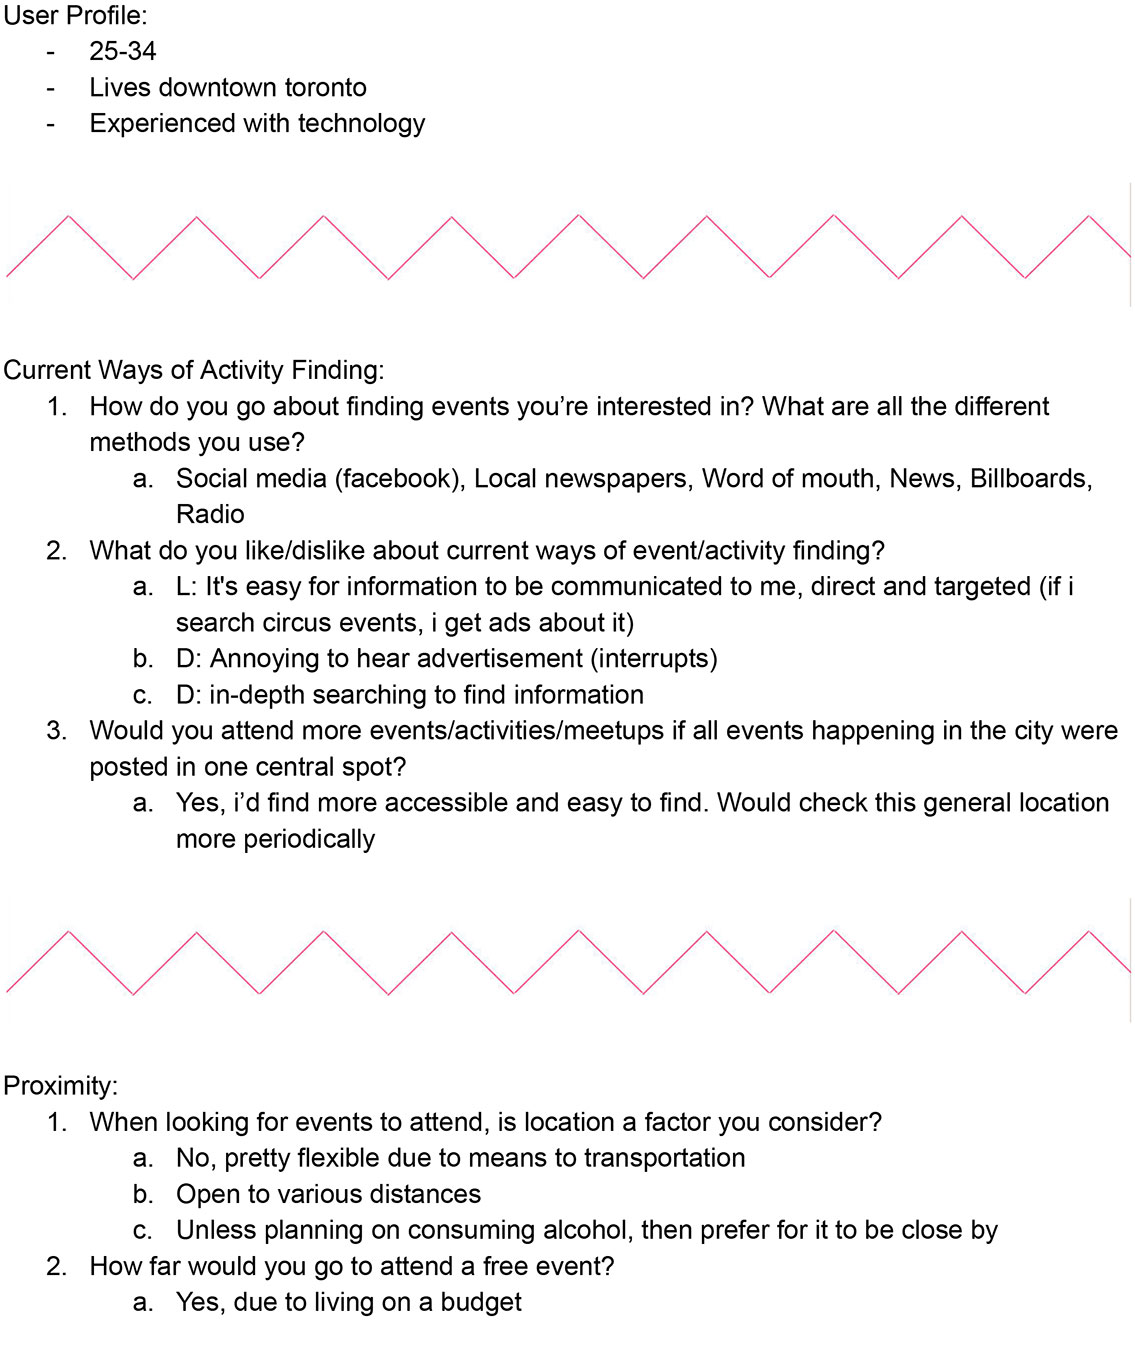 User Profile:
- 25-34
- Lives downtown toronto
- Experienced with technology
Current Ways of Activity Finding:
1. How do you go about finding events you’re interested in? What are all the different
methods you use?
a. Social media (facebook), Local newspapers, Word of mouth, News, Billboards,
Radio
2. What do you like/dislike about current ways of event/activity finding?
a. L: It's easy for information to be communicated to me, direct and targeted (if i
search circus events, i get ads about it)
b. D: Annoying to hear advertisement (interrupts)
c. D: in-depth searching to find information
3. Would you attend more events/activities/meetups if all events happening in the city were
posted in one central spot?
a. Yes, i’d find more accessible and easy to find. Would check this general location
more periodically
Proximity:
1. When looking for events to attend, is location a factor you consider?
a. No, pretty flexible due to means to transportation
b. Open to various distances
c. Unless planning on consuming alcohol, then prefer for it to be close by
2. How far would you go to attend a free event?
a. Yes, due to living on a budget